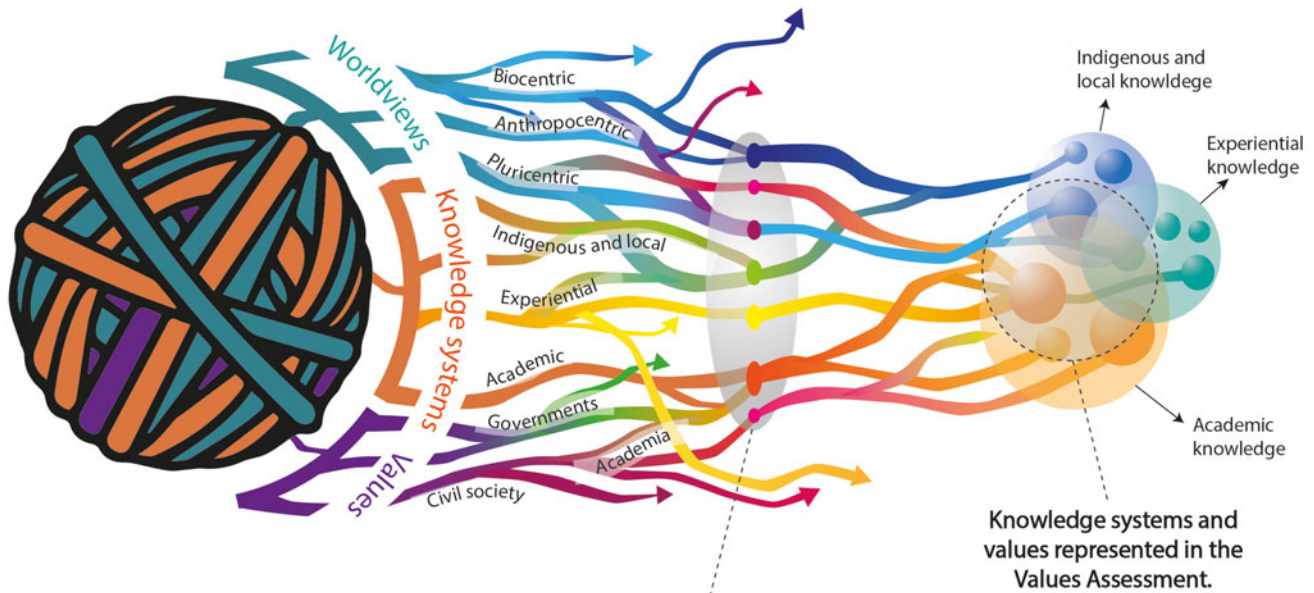 Worldviews
Knowledge systems
Values
Biocentric
Anthropocentric
Pluricentric
Indigenous and local
Experiential
Academic
Governments
Academia
Civil society
Indigenous and
local knowldege
Experiential
knowledge
Academic
knowledge
Knowledge systems and
values represented in the
Values Assessment.